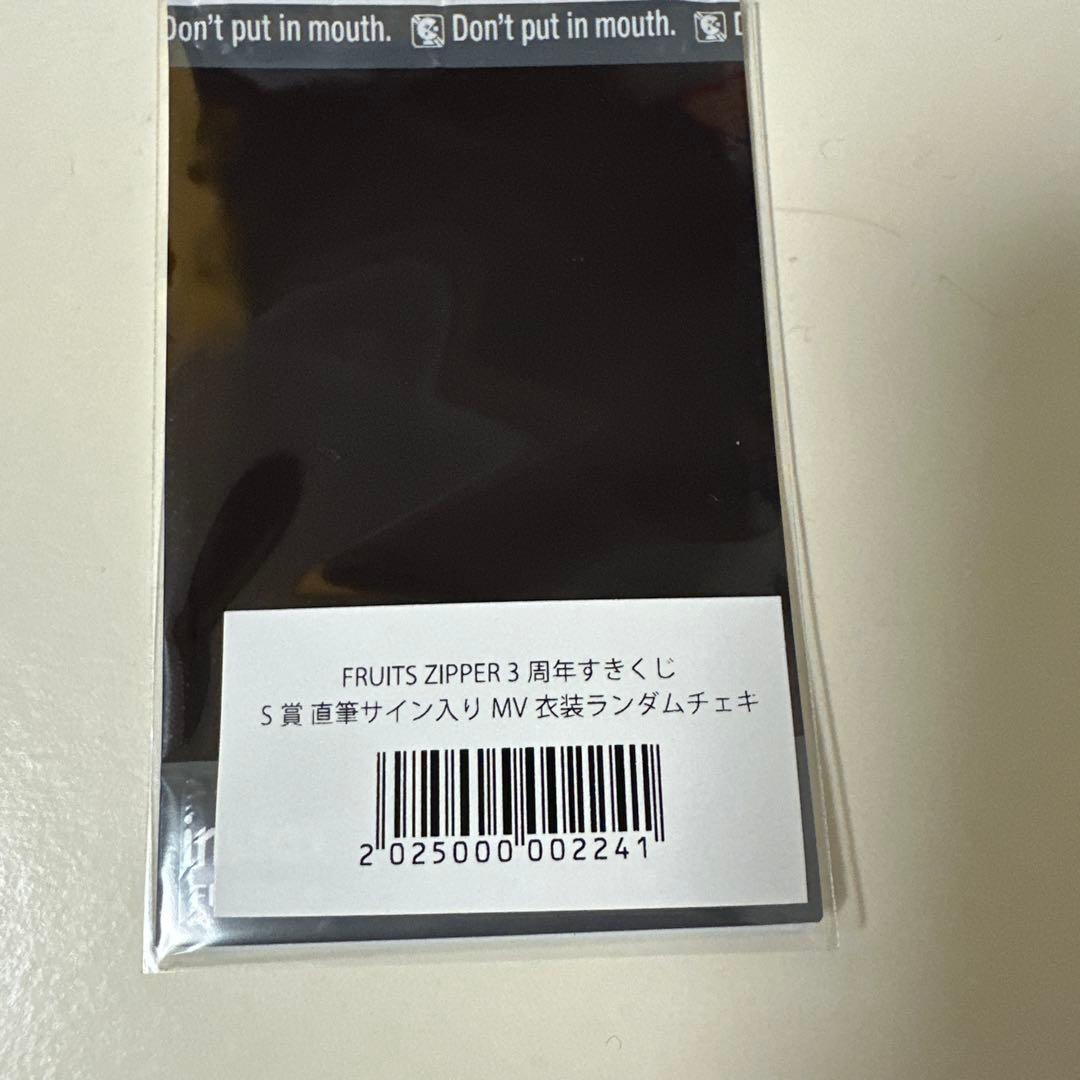 Don't put in mouth. Don't put in mouth. D
FRUITS ZIPPER 3 周年すきくじ
S 賞 直筆サイン入り MV 衣装ランダムチェキ
2 025000 002241